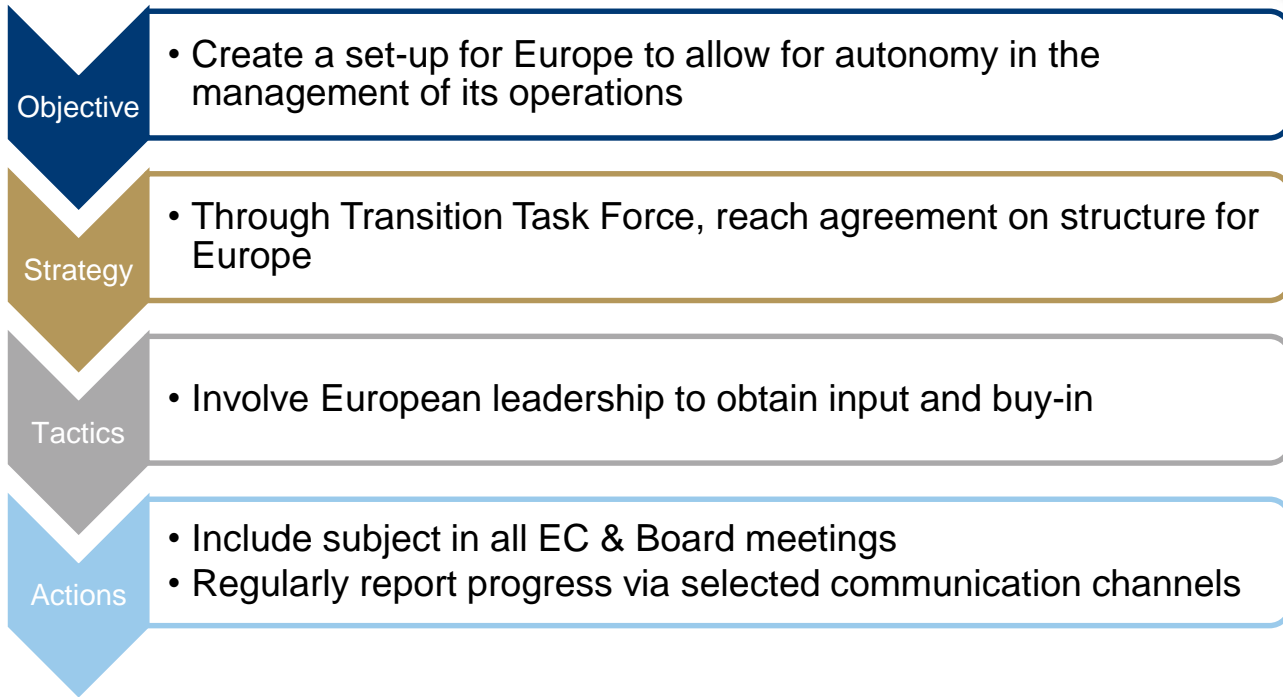 Objective
• Create a set-up for Europe to allow for autonomy in the
management of its operations
Strategy
• Through Transition Task Force, reach agreement on structure for
Europe
Tactics
• Involve European leadership to obtain input and buy-in
Actions
• Include subject in all EC & Board meetings
• Regularly report progress via selected communication channels